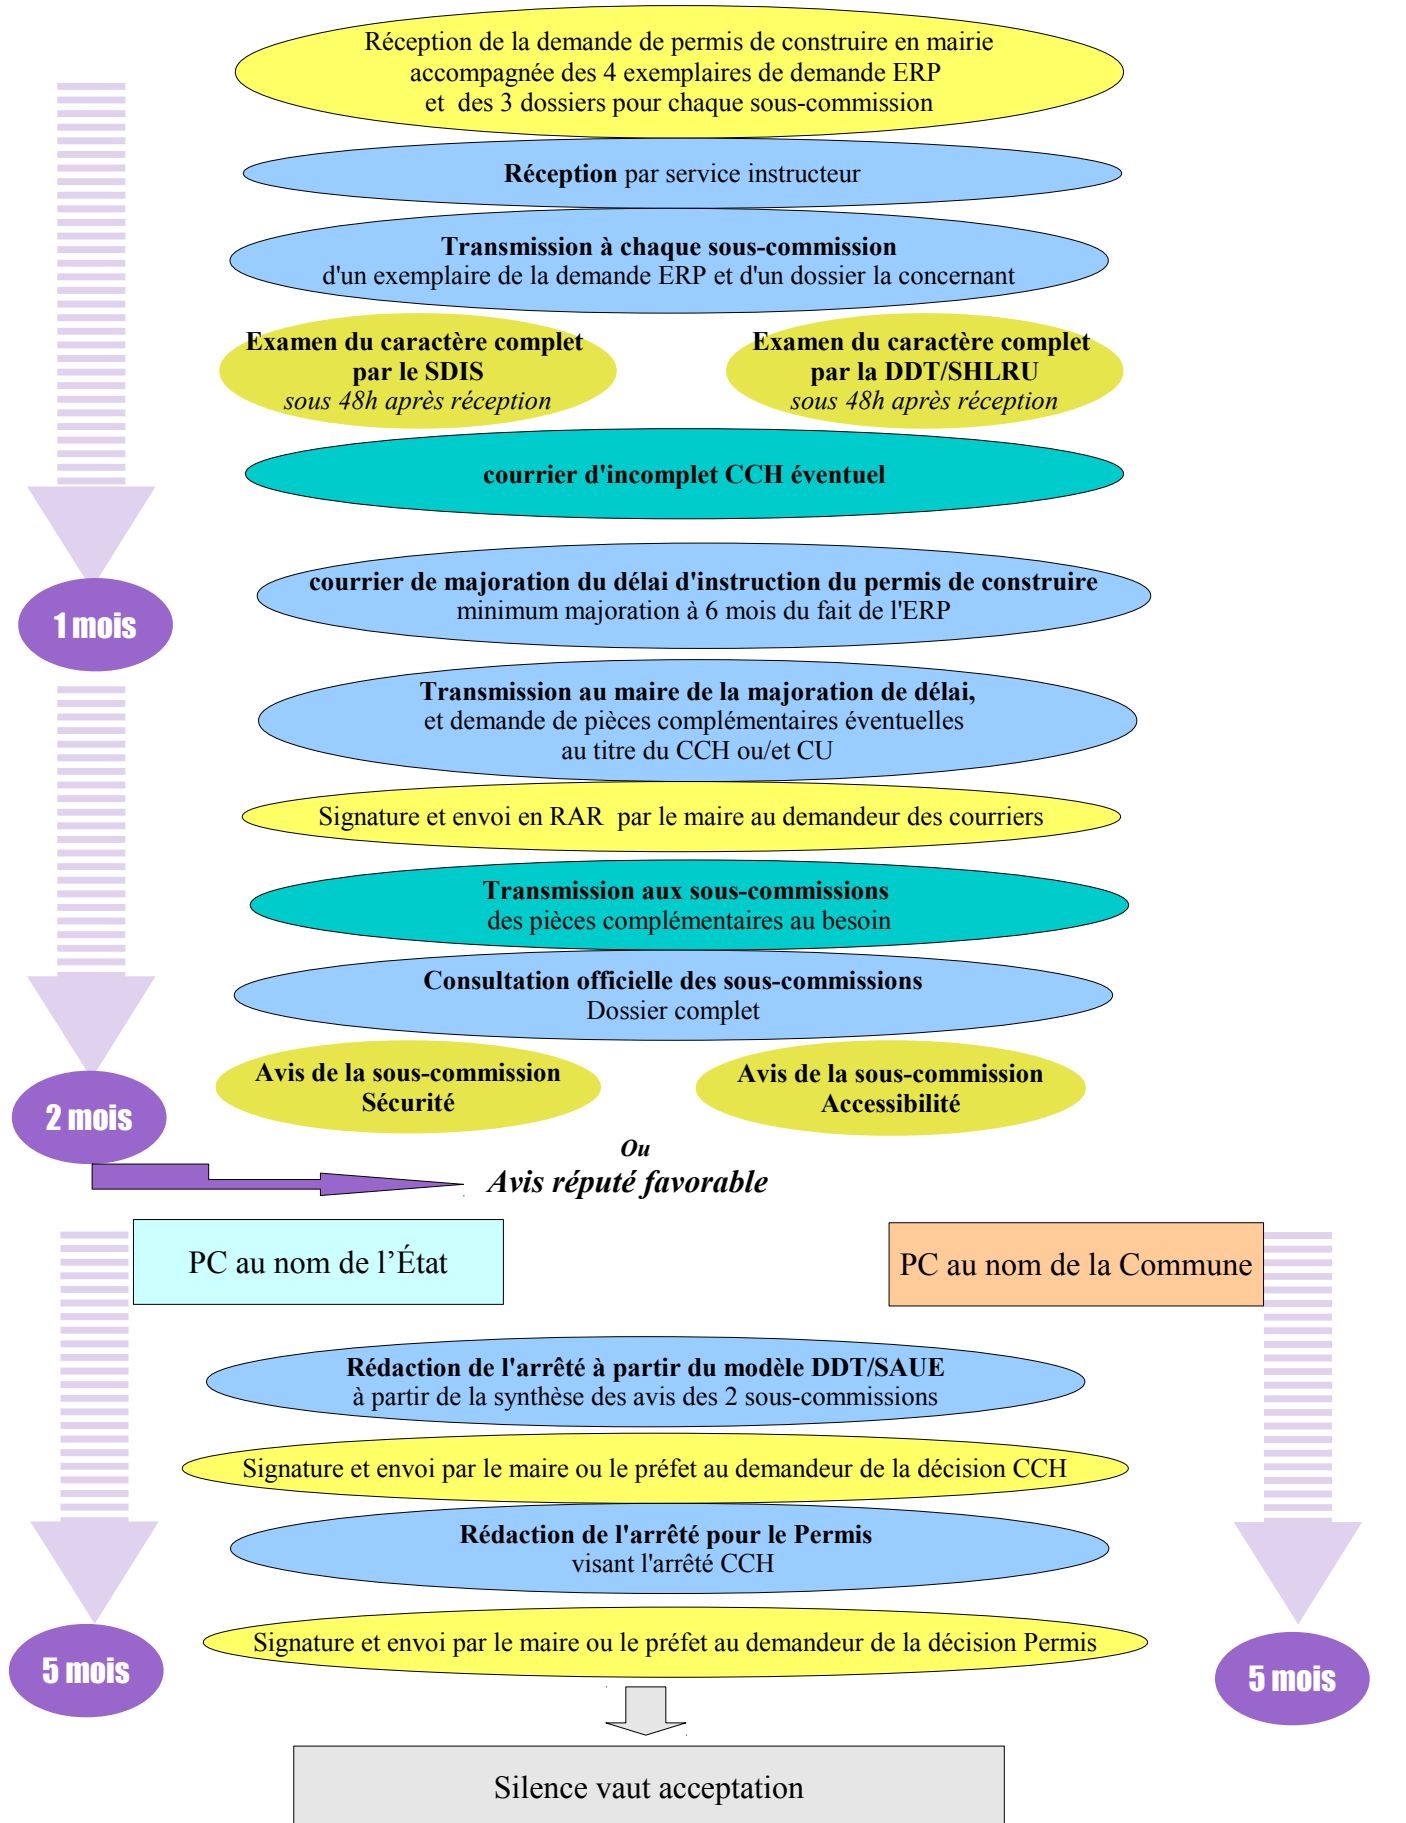 Réception de la demande de permis de construire en mairie
accompagnée des 4 exemplaires de demande ERP
et des 3 dossiers pour chaque sous-commission
Réception par service instructeur
Transmission à chaque sous-commission
d'un exemplaire de la demande ERP et d'un dossier la concernant
Examen du caractère complet
par le SDIS
sous 48h après réception
Examen du caractère complet
par la DDT/SHLRU
sous 48h après réception
courrier d'incomplet CCH éventuel
courrier de majoration du délai d'instruction du permis de construire
minimum majoration à 6 mois du fait de l'ERP
1 mois
Transmission au maire de la majoration de délai,
et demande de pièces complémentaires éventuelles
au titre du CCH ou/et CU
Signature et envoi en RAR par le maire au demandeur des courriers
Transmission aux sous-commissions
des pièces complémentaires au besoin
Consultation officielle des sous-commissions
Dossier complet
Avis de la sous-commission
Sécurité
Avis de la sous-commission
Accessibilité
2 mois
Ou
Avis réputé favorable
PC au nom de l’État
PC au nom de la Commune
Rédaction de l'arrêté à partir du modèle DDT/SAUE
à partir de la synthèse des avis des 2 sous-commissions
Signature et envoi par le maire ou le préfet au demandeur de la décision CCH
Rédaction de l'arrêté pour le Permis
visant l'arrêté CCH
Signature et envoi par le maire ou le préfet au demandeur de la décision Permis
5 mois
5 mois
Silence vaut acceptation